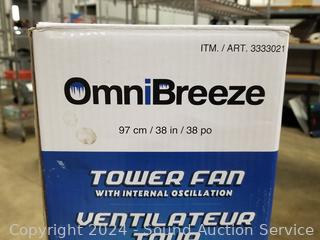 ITM. / ART. 3333021
OmniBreeze
97 cm / 38 in / 38 po
TOWER FAN
WITH INTERNAL OSCILLATION
VENTILATEUR
TOUR
Copyright 2024 - Sound Auction Service